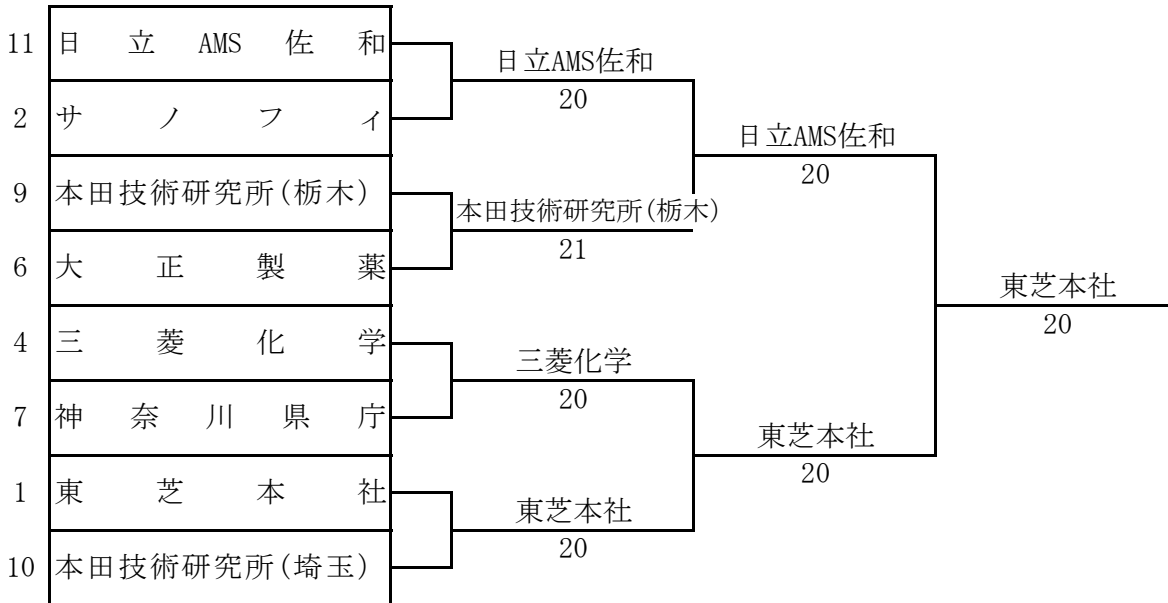 11 日立AMS佐和
日立AMS佐和
20
2 サノフィ
日立AMS佐和
20
9 本田技術研究所(栃木)
本田技術研究所(栃木)
21
6 大正製薬
東芝本社
20
4 三菱化学
三菱化学
20
7 神奈川県庁
東芝本社
20
1 東芝本社
東芝本社
20
10 本田技術研究所(埼玉)